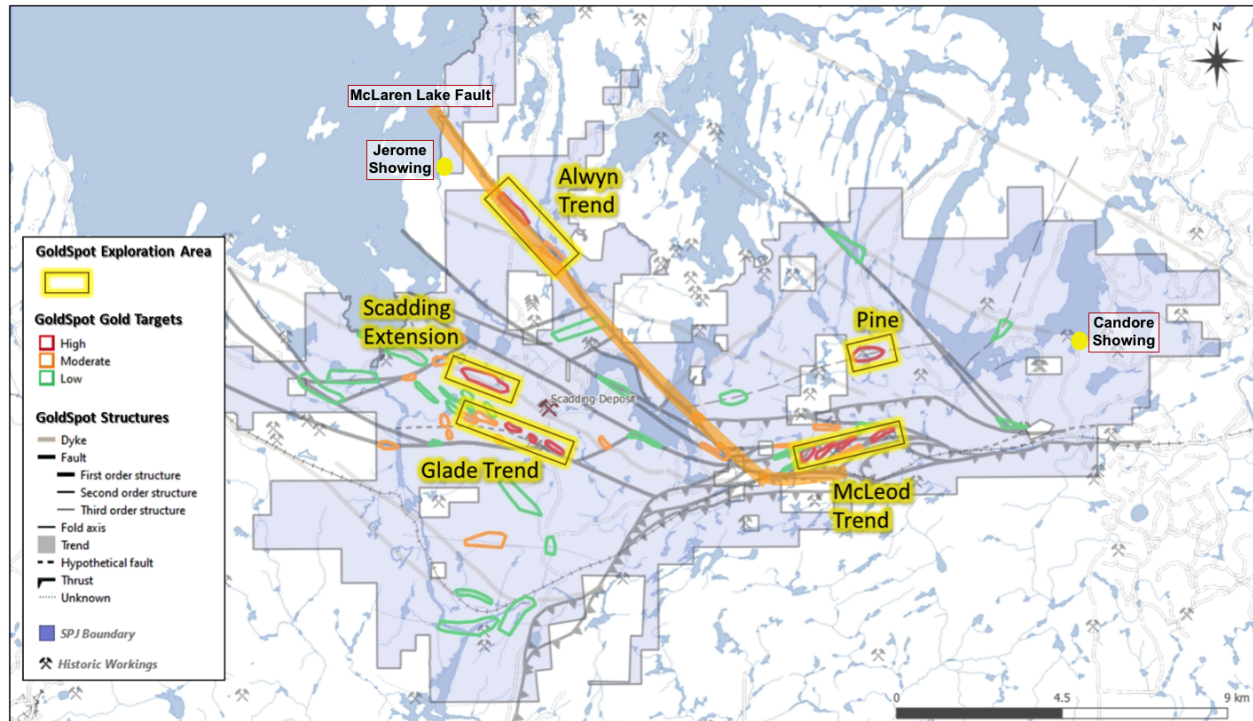 N
McLaren Lake Fault
Jerome
Showing
Alwyn
Trend
GoldSpot Exploration Area
GoldSpot Gold Targets
High
Moderate
Low
GoldSpot Structures
Dyke
Fault
First order structure
Second order structure
Third order structure
Fold axis
Trend
Hypothetical fault
Thrust
Unknown
SPJ Boundary
Historic Workings
Scadding
Extension
Pine
Candore
Showing
Scadding Deposit
Glade Trend
McLeod
Trend
0 4.5 9 km